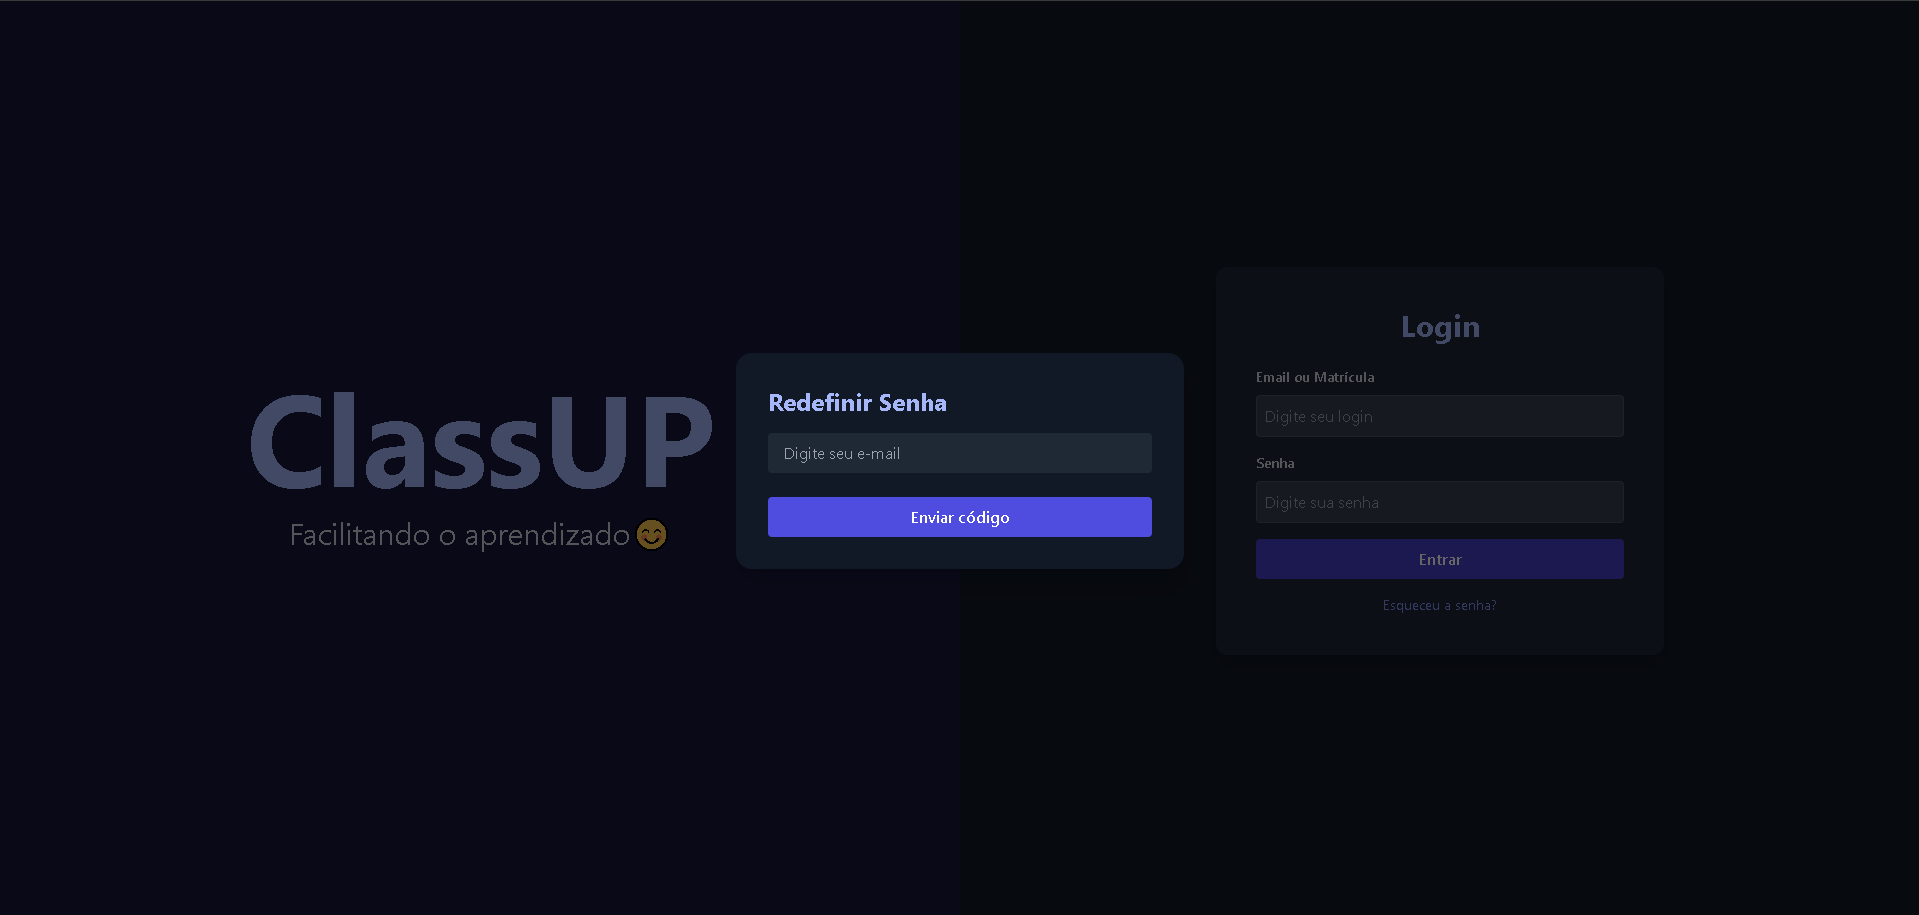 ClassUP
Facilitando o aprendizado😊
Redefinir Senha
Digite seu e-mail
Enviar código
Login
Email ou Matrícula
Digite seu login
Senha
Digite sua senha
Entrar
Esqueceu a senha?